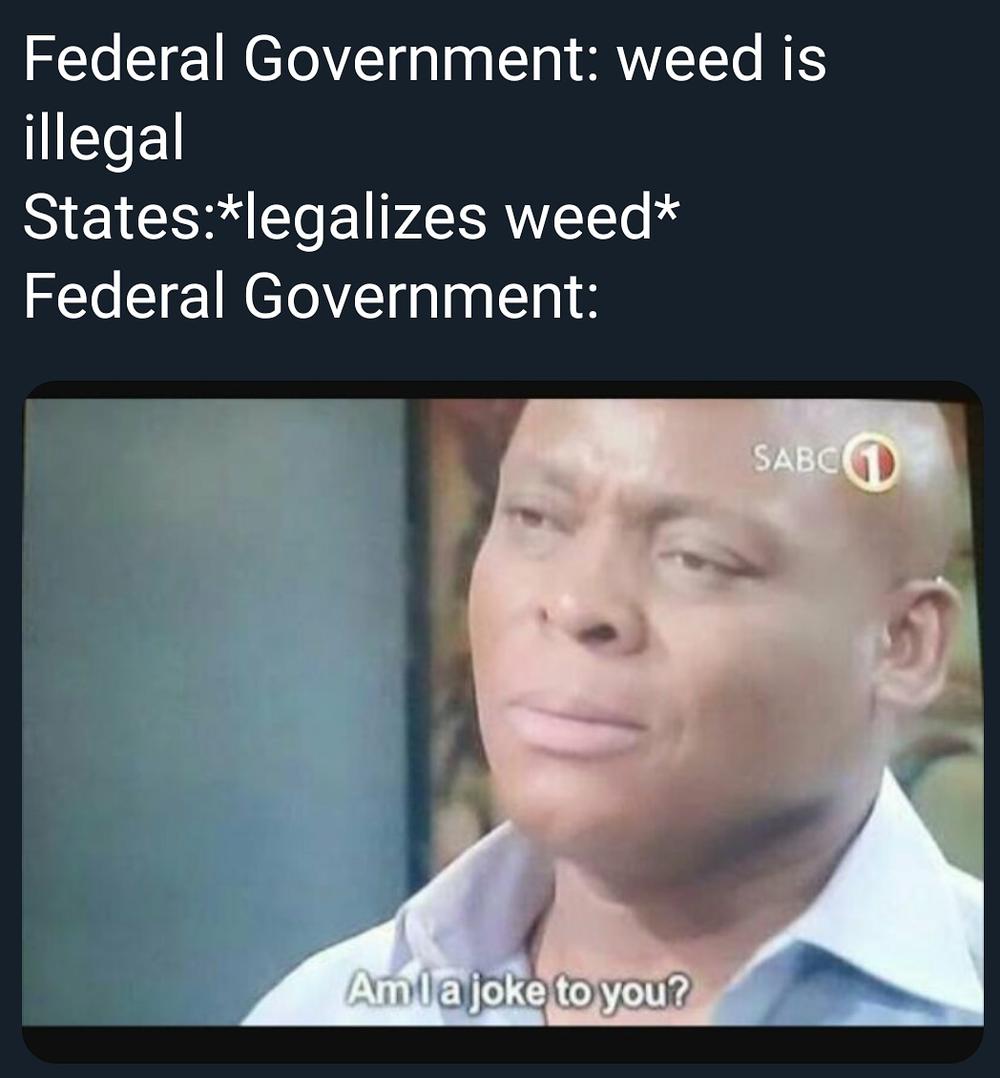 Federal Government: weed is
illegal
States:*legalizes weed*
Federal Government:
SABC 1
Am I a joke to you?